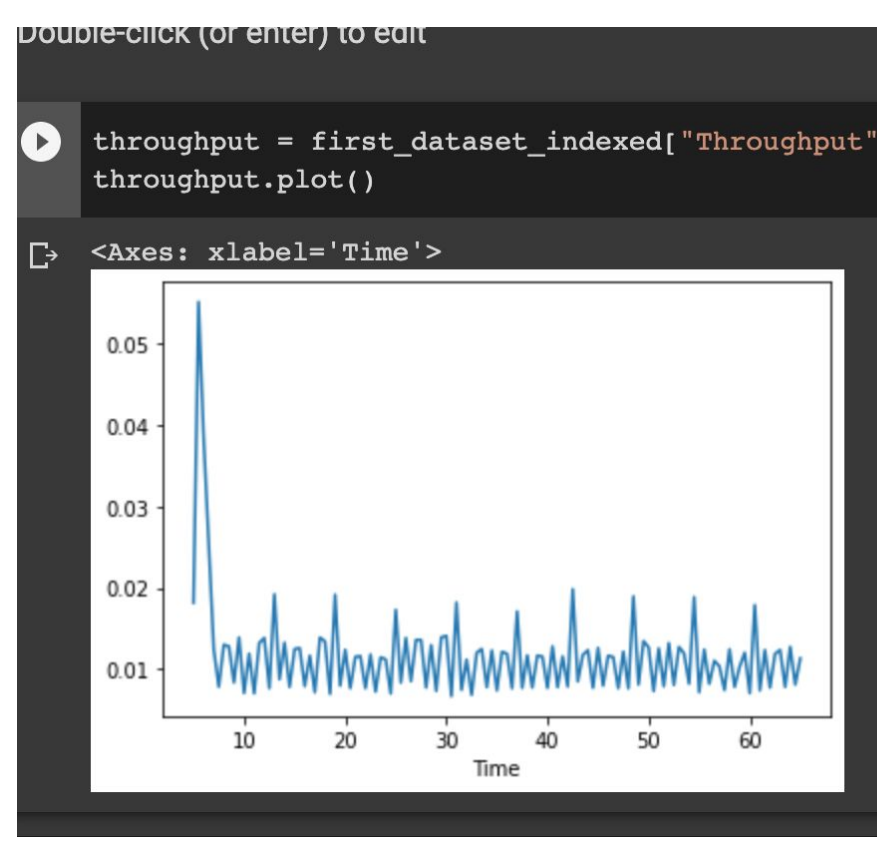 Double-click (or enter) to edit
throughput = first_dataset_indexed["Throughput"
throughput.plot()
<Axes: xlabel='Time'>
0.05
0.04
0.03
0.02
0.01
10 20 30 40 50 60
Time